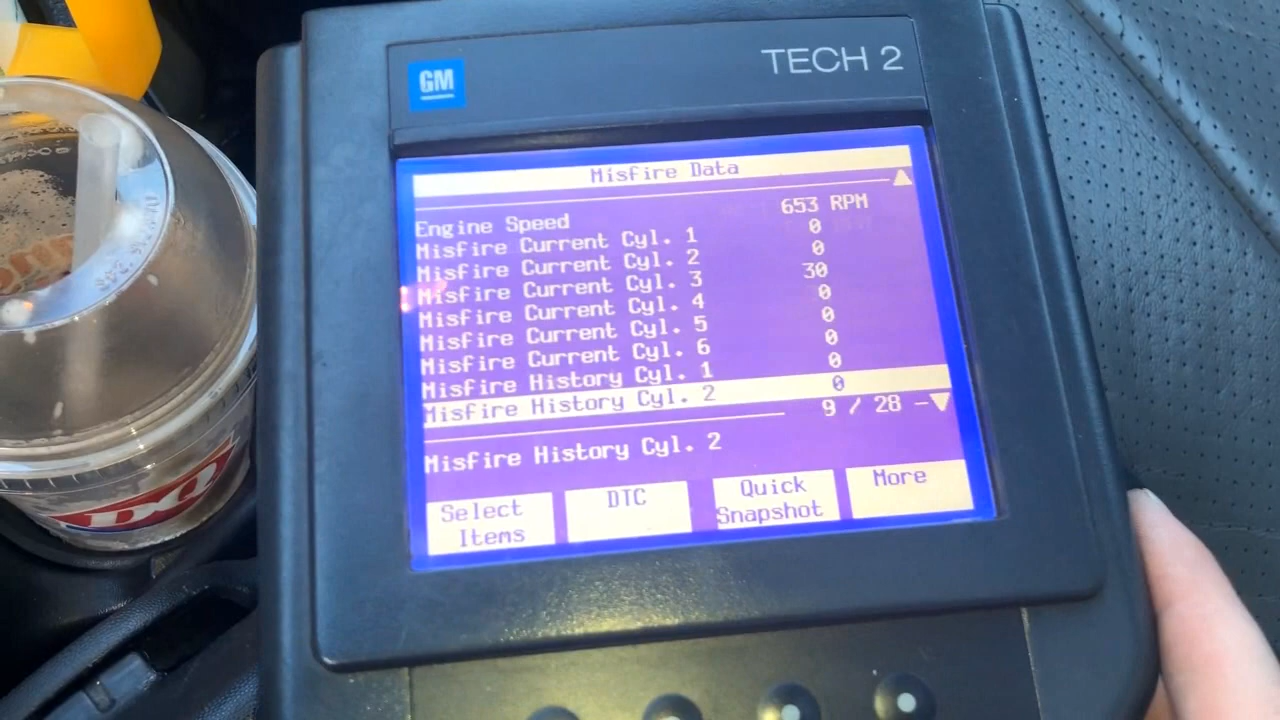 GM
TECH 2
Misfire Data
Engine Speed 653 RPM
Misfire Current Cyl. 1 0
Misfire Current Cyl. 2 0
Misfire Current Cyl. 3 30
Misfire Current Cyl. 4 0
Misfire Current Cyl. 5 0
Misfire Current Cyl. 6 0
Misfire History Cyl. 1 0
Misfire History Cyl. 2 0
9 / 28
Misfire History Cyl. 2
Select Items
DTC
Quick Snapshot
More
DQ